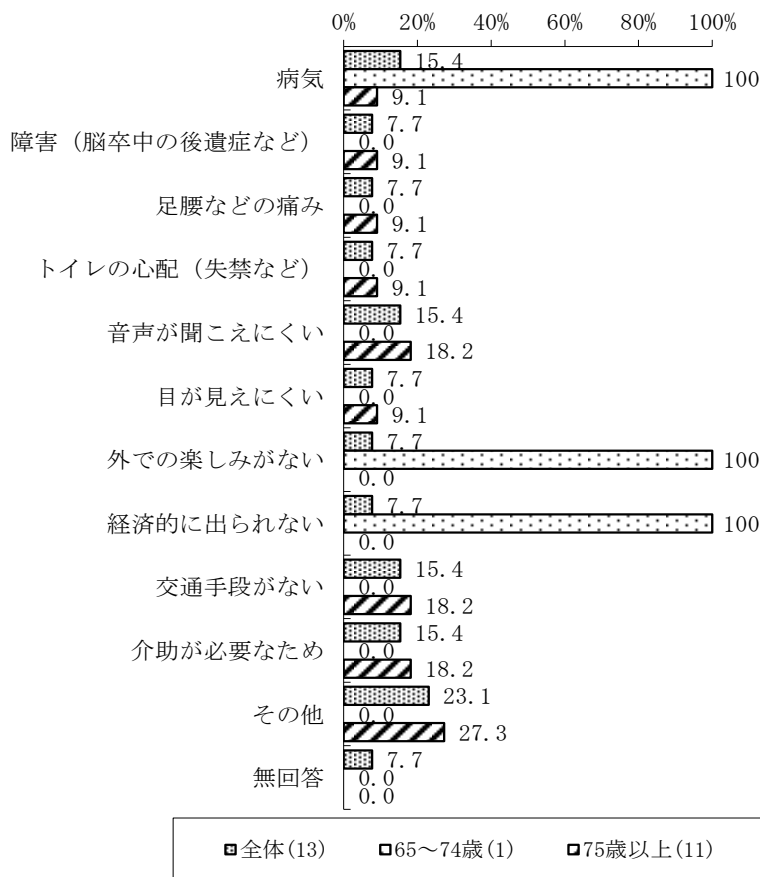 0% 20% 40% 60% 80% 100%
病気
15.4
100
9.1
障害（脳卒中の後遺症など）
7.7
0.0
9.1
足腰などの痛み
7.7
0.0
9.1
トイレの心配（失禁など）
7.7
0.0
9.1
音声が聞こえにくい
15.4
0.0
18.2
目が見えにくい
7.7
0.0
9.1
外での楽しみがない
7.7
100
0.0
経済的に出られない
7.7
100
0.0
交通手段がない
15.4
0.0
18.2
介助が必要なため
15.4
0.0
18.2
その他
23.1
0.0
27.3
無回答
7.7
0.0
0.0
全体(13) 65～74歳(1) 75歳以上(11)